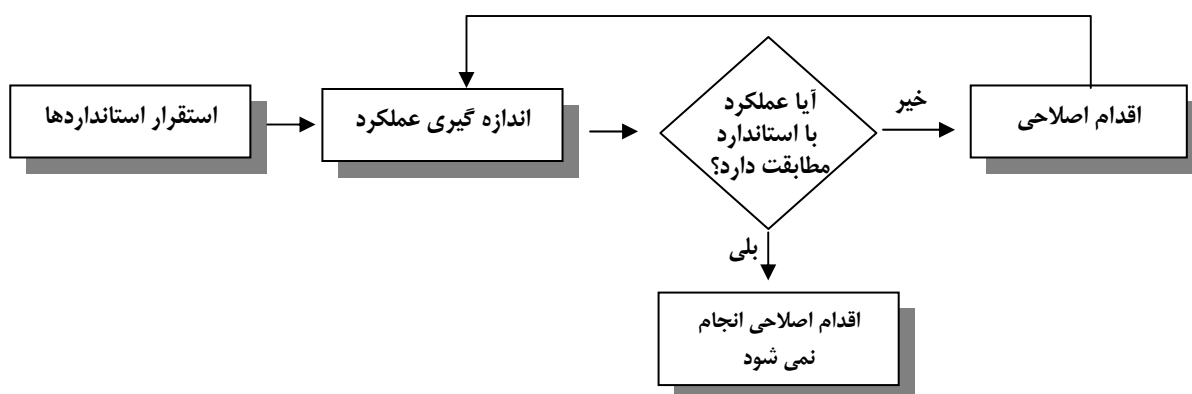 استقرار استانداردها
اندازه گیری عملکرد
آیا عملکرد
با استاندارد
مطابقت دارد؟
خیر
اقدام اصلاحی
بلی
اقدام اصلاحی انجام
نمی شود